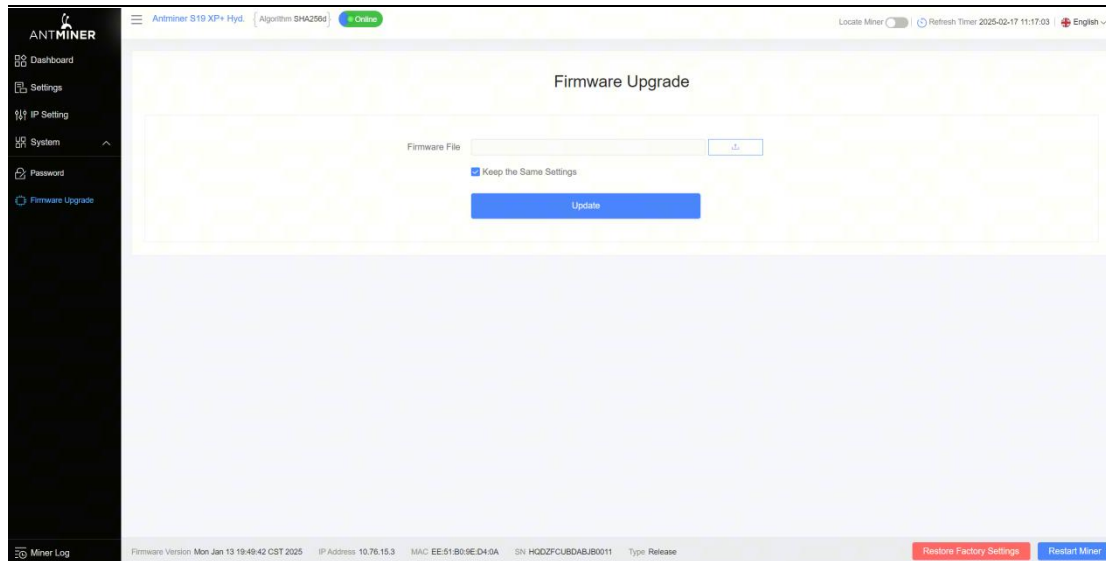 ANTMINER
Antminer S19 XP+ Hyd. Algorithm SHA256d Online
Locate Miner Refresh Timer 2025-02-17 11:17:03 English
Dashboard
Settings
IP Setting
System
Password
Firmware Upgrade
Firmware Upgrade
Firmware File
Keep the Same Settings
Update
Miner Log
Firmware Version Mon Jan 13 19:49:42 CST 2025 IP Address 10.76.15.3 MAC EE:51:B0:9E:D4:0A SN HQDZFCUBDABJB0011 Type Release
Restore Factory Settings
Restart Miner